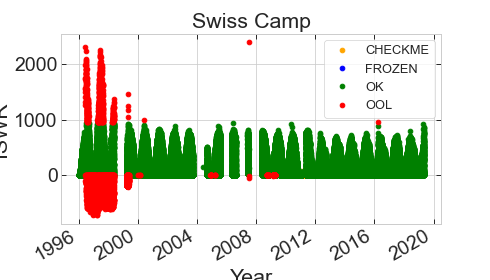 Swiss Camp
ISWR
2000
1000
0
CHECKME
FROZEN
OK
OOL
1996
2000
2004
2008
2012
2016
2020
Year